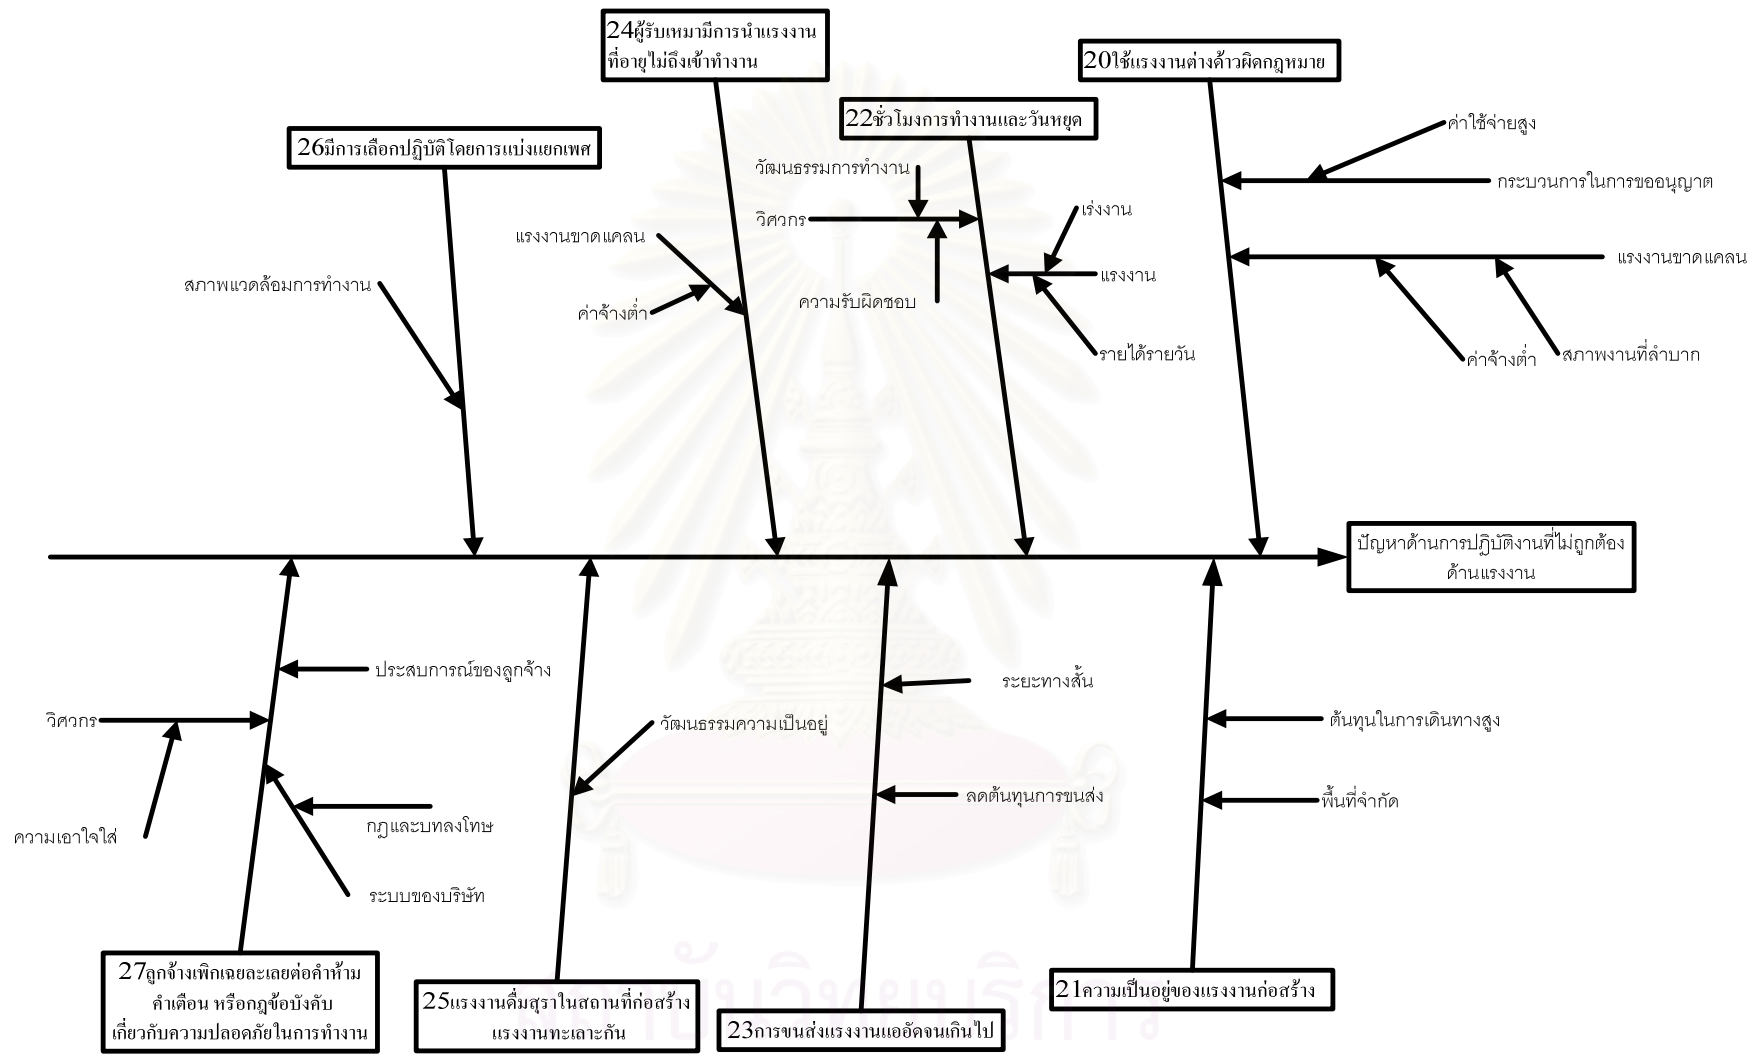 24ผู้รับเหมามีการนำแรงงาน
ที่อายุไม่ถึงเข้าทำงาน
20ใช้แรงงานต่างด้าวผิดกฎหมาย
22ชั่วโมงการทำงานและวันหยุด
26มีการเลือกปฏิบัติโดยการแบ่งแยกเพศ
ค่าใช้จ่ายสูง
วัฒนธรรมการทำงาน
กระบวนการในการขออนุญาต
วิศวกร
เร่งงาน
แรงงานขาดแคลน
แรงงานขาดแคลน
สภาพแวดล้อมการทำงาน
แรงงาน
ความรับผิดชอบ
ค่าจ้างต่ำ
รายได้รายวัน
ค่าจ้างต่ำ
สภาพงานที่ลำบาก
ปัญหาด้านการปฏิบัติงานที่ไม่ถูกต้อง
ด้านแรงงาน
ประสบการณ์ของลูกจ้าง
ระยะทางสั้น
วิศวกร
วัฒนธรรมความเป็นอยู่
ต้นทุนในการเดินทางสูง
ลดต้นทุนการขนส่ง
พื้นที่จำกัด
กฎและบทลงโทษ
ความเอาใจใส่
ระบบของบริษัท
27ลูกจ้างเพิกเฉยละเลยต่อคำห้าม
คำเตือน หรือกฎข้อบังคับ
เกี่ยวกับความปลอดภัยในการทำงาน
25แรงงานดื่มสุราในสถานที่ก่อสร้าง
แรงงานทะเลาะกัน
23การขนส่งแรงงานแออัดจนเกินไป
21ความเป็นอยู่ของแรงงานก่อสร้าง
สถาบันวิทยบริการ